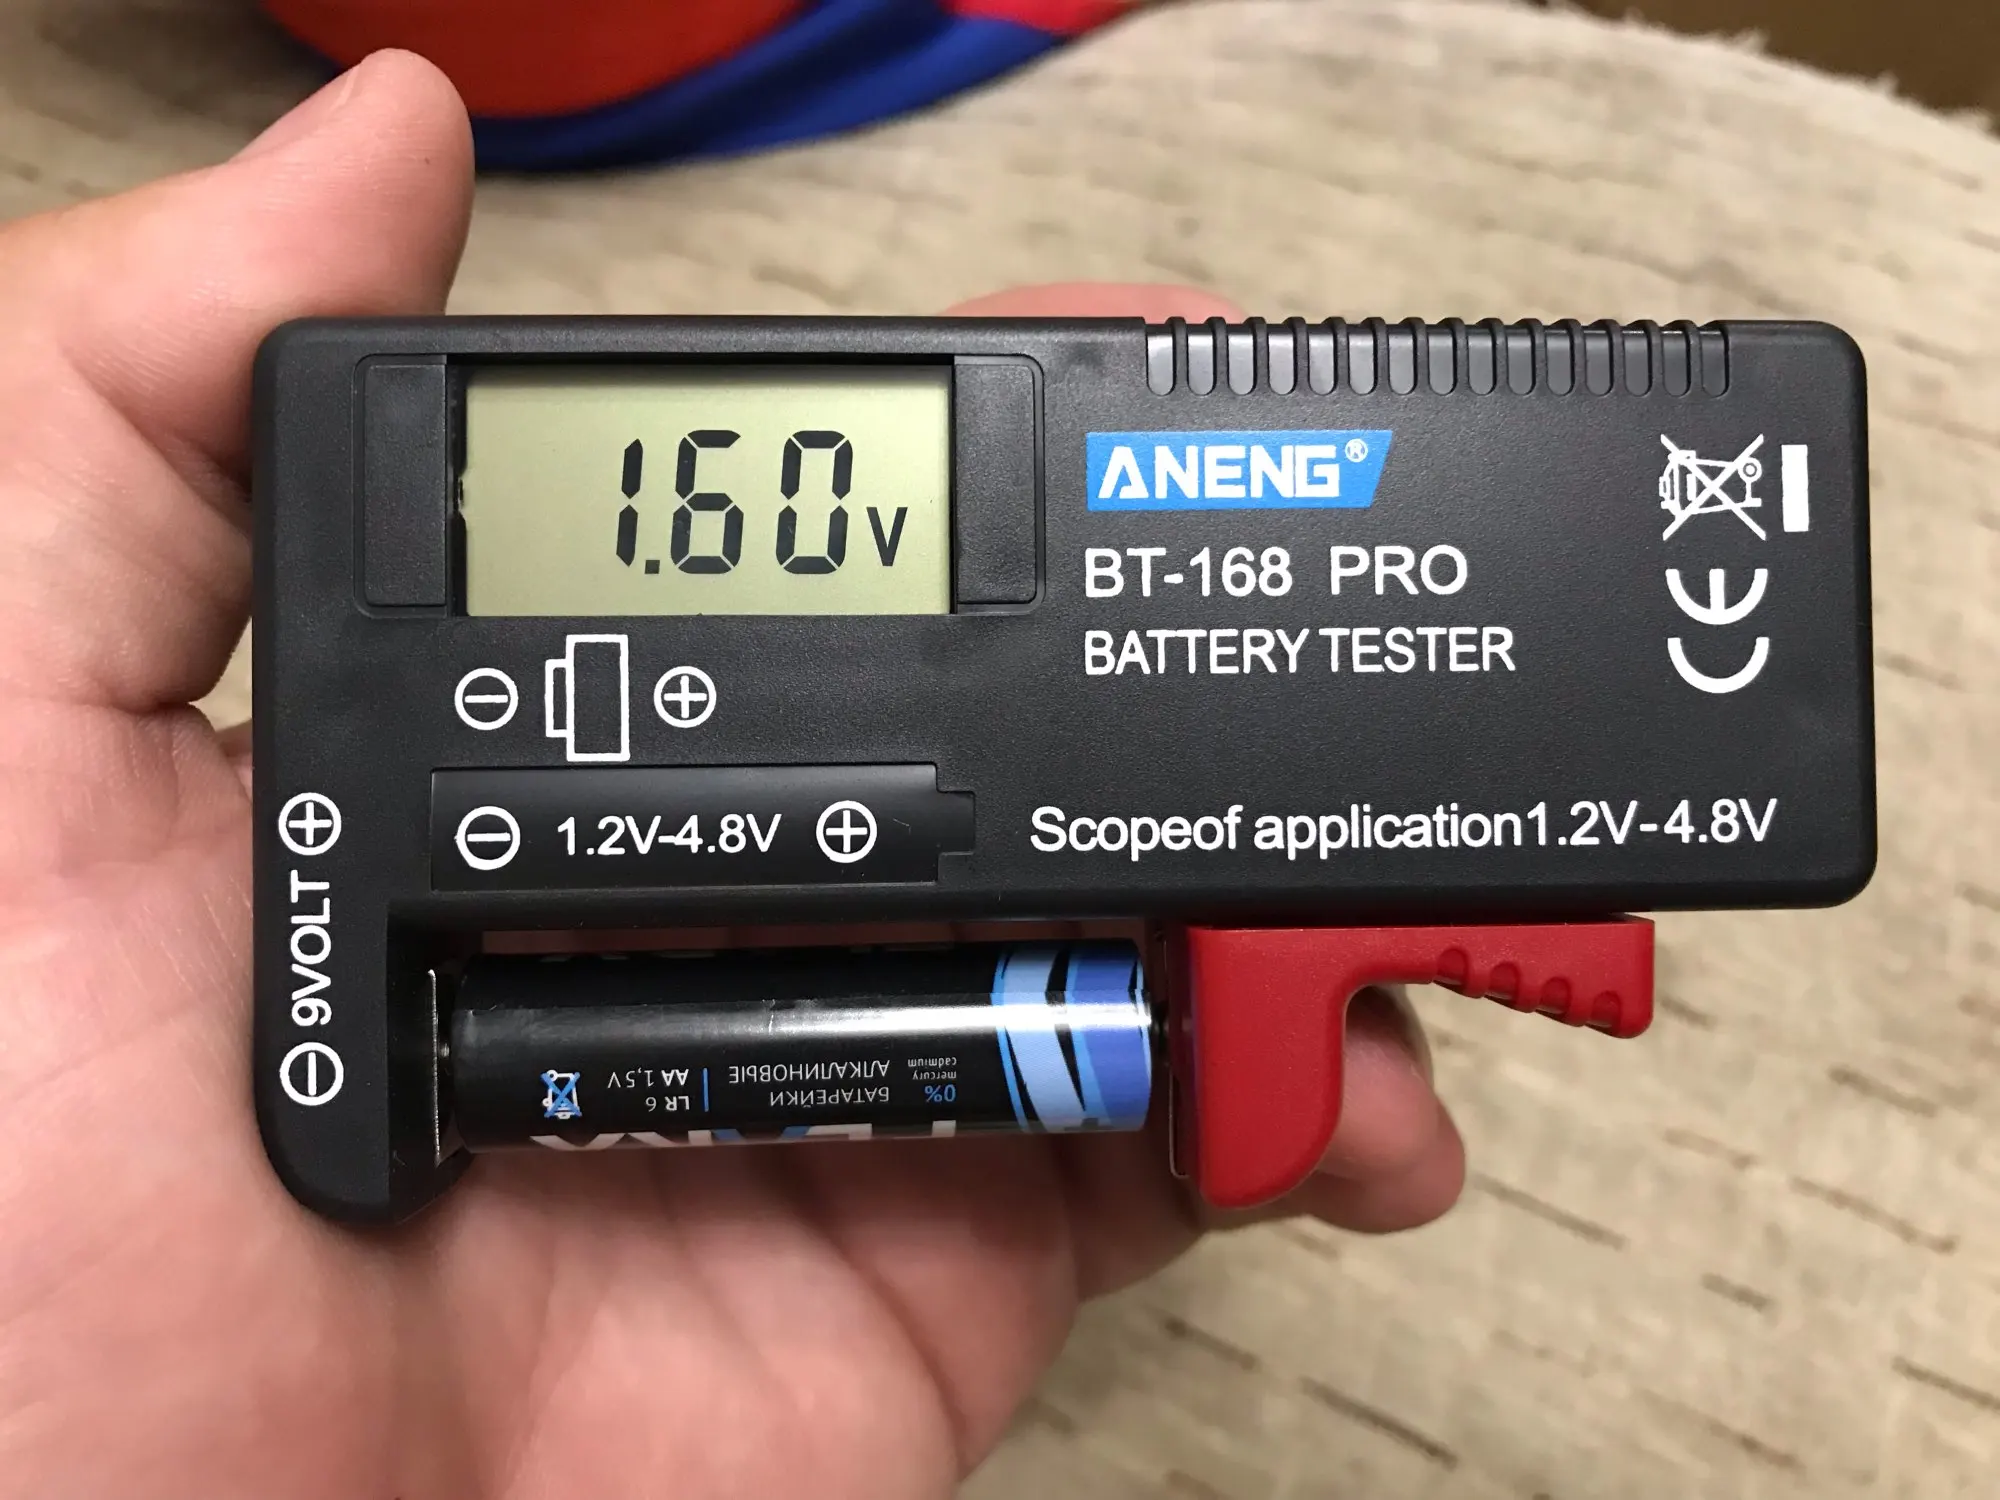 1.60V
ANENG®
BT-168 PRO
BATTERY TESTER
⊖ ⊕
⊖ 1.2V-4.8V ⊕
Scopeof application1.2V-4.8V
⊖ 9VOLT ⊕
CE
0%
mercury
cadmium
БАТАРЕЙКИ
АЛКАЛИНОВЫЕ
LR 6
AA 1,5V